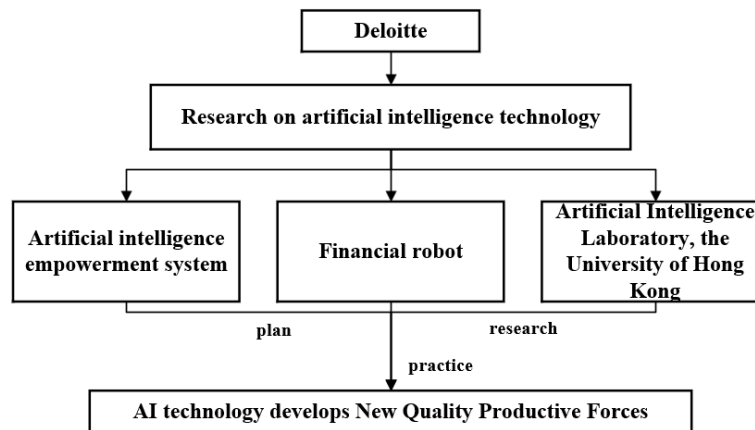 Deloitte
Research on artificial intelligence technology
Artificial intelligence
empowerment system
Financial robot
Artificial Intelligence
Laboratory, the
University of Hong
Kong
plan
research
practice
AI technology develops New Quality Productive Forces